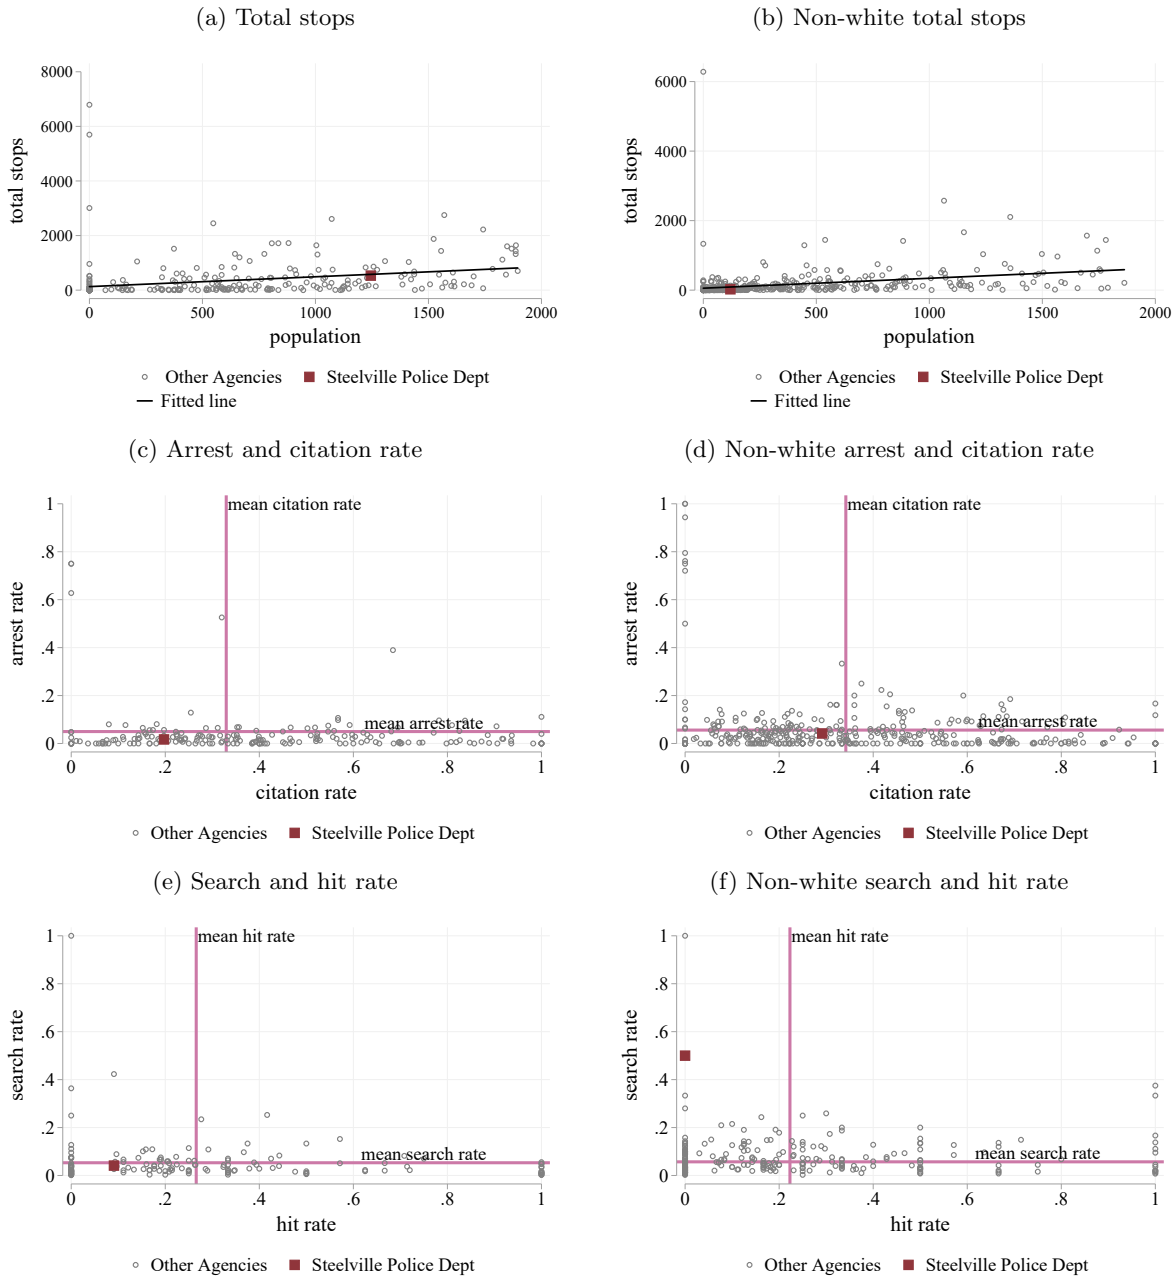 (a) Total stops
(b) Non-white total stops
8000
6000
4000
2000
0
total stops
0 500 1000 1500 2000
population
Other Agencies Steelville Police Dept
Fitted line
6000
4000
2000
0
total stops
0 500 1000 1500 2000
population
Other Agencies Steelville Police Dept
Fitted line
(c) Arrest and citation rate
(d) Non-white arrest and citation rate
1
.8
.6
.4
.2
0
arrest rate
mean citation rate
mean arrest rate
0 .2 .4 .6 .8 1
citation rate
Other Agencies Steelville Police Dept
1
.8
.6
.4
.2
0
arrest rate
mean citation rate
mean arrest rate
0 .2 .4 .6 .8 1
citation rate
Other Agencies Steelville Police Dept
(e) Search and hit rate
(f) Non-white search and hit rate
1
.8
.6
.4
.2
0
search rate
mean hit rate
mean search rate
0 .2 .4 .6 .8 1
hit rate
Other Agencies Steelville Police Dept
1
.8
.6
.4
.2
0
search rate
mean hit rate
mean search rate
0 .2 .4 .6 .8 1
hit rate
Other Agencies Steelville Police Dept